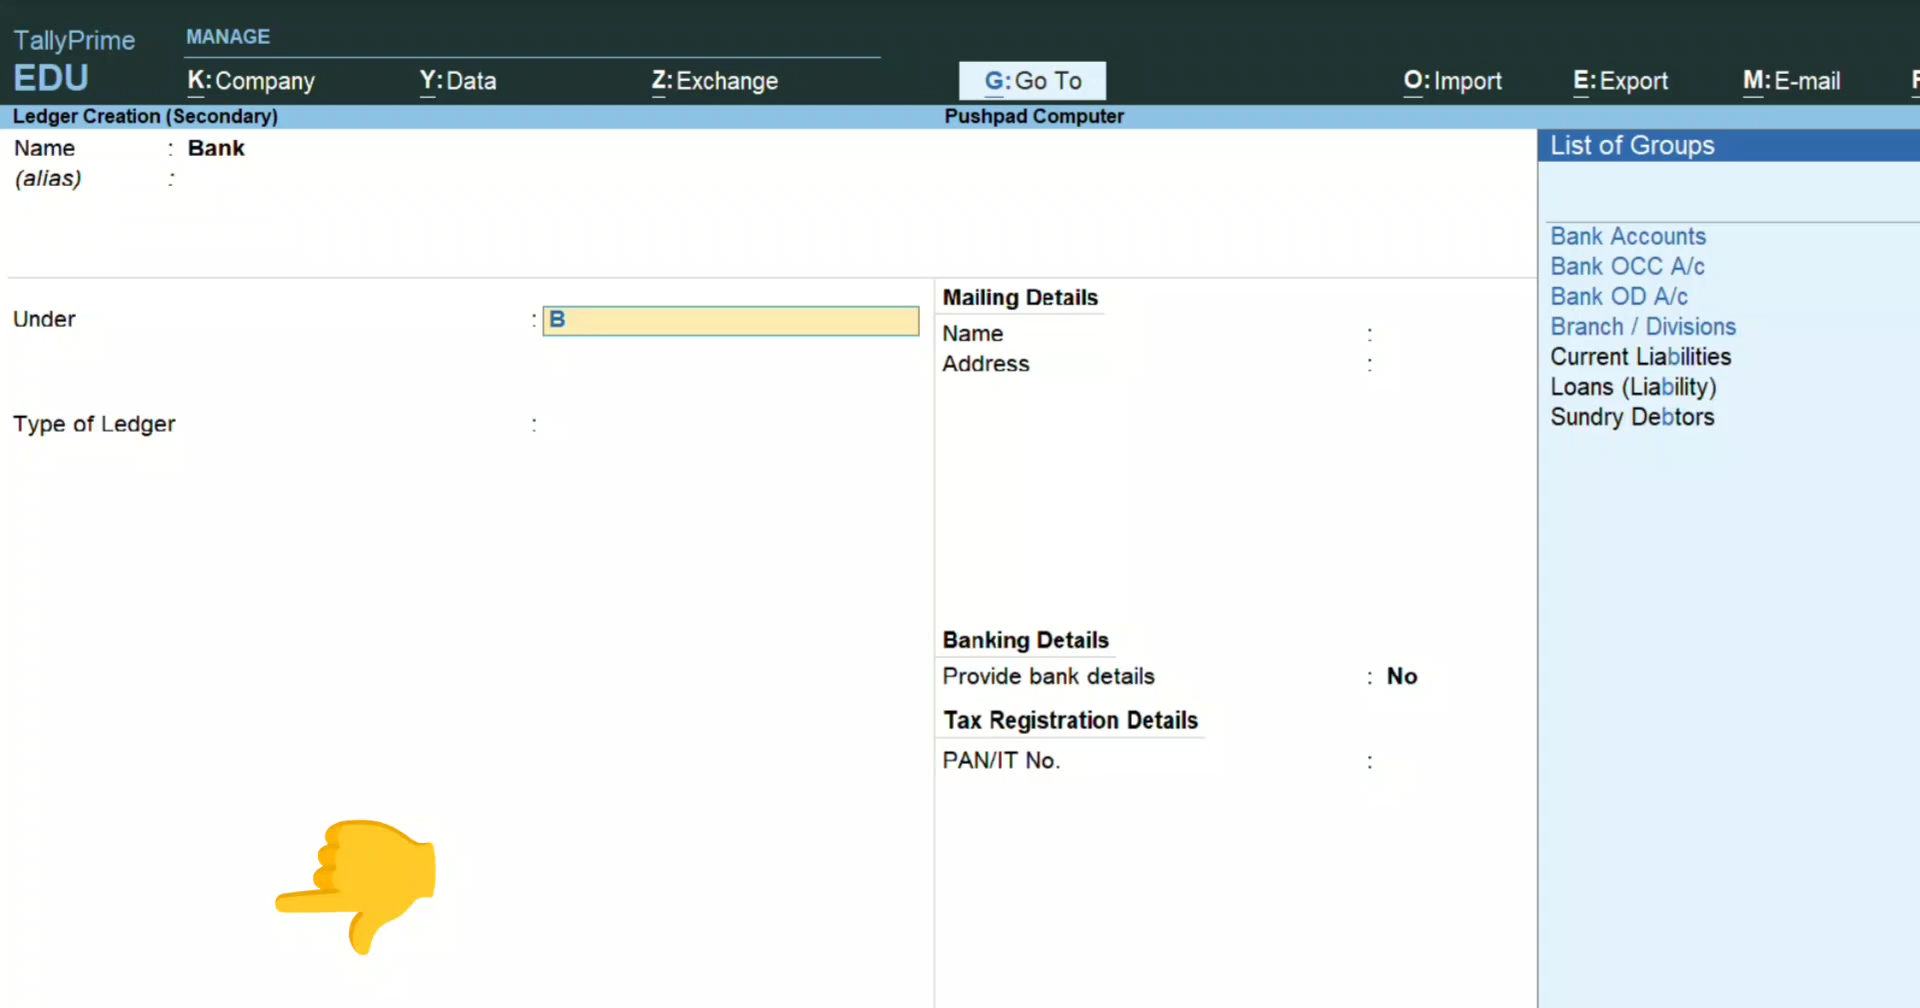 TallyPrime
EDU
MANAGE
K:Company Y:Data Z:Exchange G:Go To O:Import E:Export M:E-mail
Ledger Creation (Secondary) Pushpad Computer
Name : Bank
(alias) :
Under : B
Type of Ledger :
Mailing Details
Name :
Address :
Banking Details
Provide bank details : No
Tax Registration Details
PAN/IT No. :
List of Groups
Bank Accounts
Bank OCC A/c
Bank OD A/c
Branch / Divisions
Current Liabilities
Loans (Liability)
Sundry Debtors